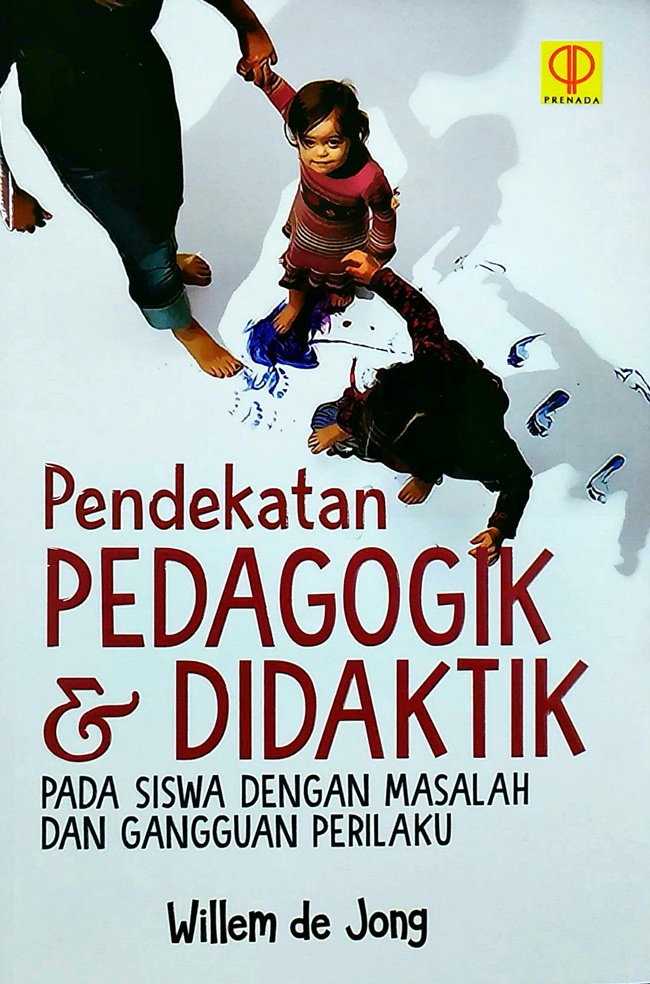 PRENADA
Pendekatan
PEDAGOGIK
& DIDAKTIK
PADA SISWA DENGAN MASALAH
DAN GANGGUAN PERILAKU
Willem de Jong